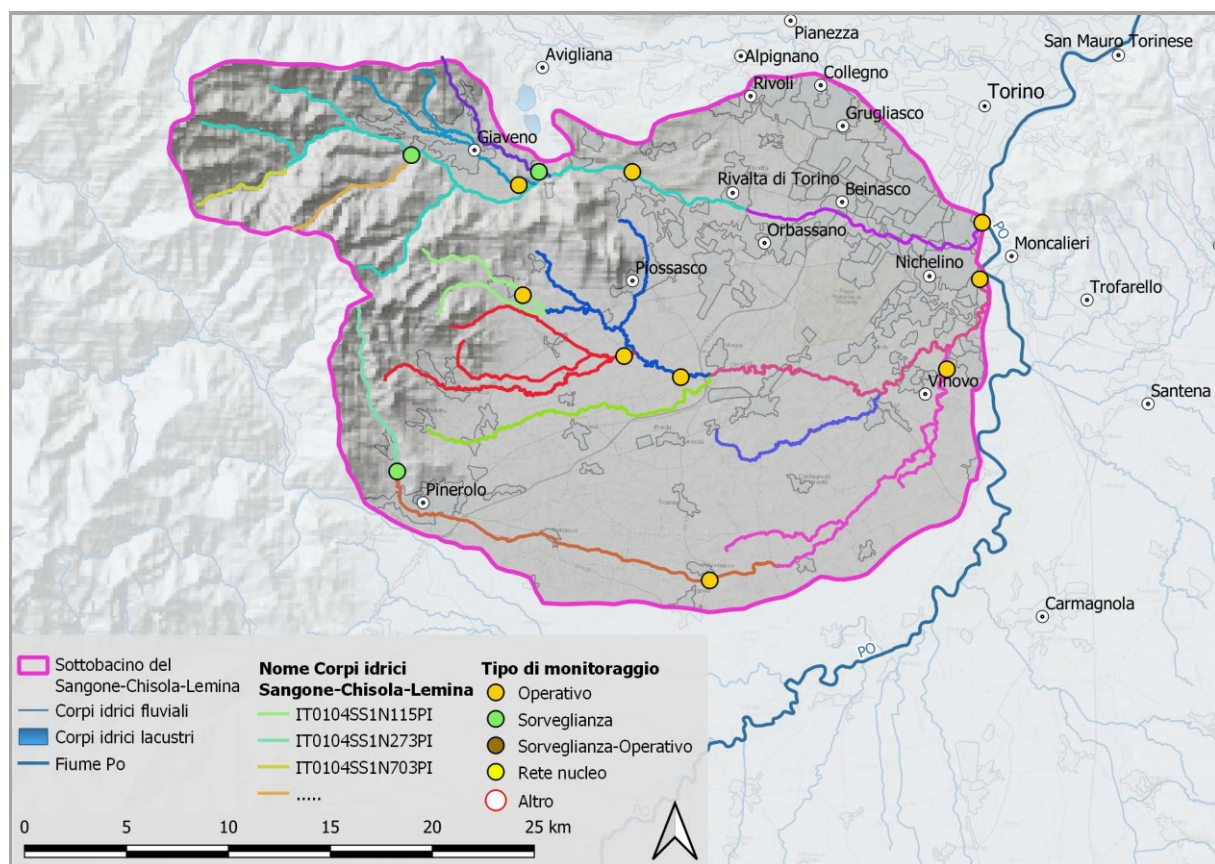 Pianezza
San Mauro Torinese
Avigliana
Alpignano
Collegno
Rivoli
Torino
Grugliasco
Giaveno
Rivalta di Torino
Beinasco
PO
Orbassano
Moncalieri
Nichelino
Piossasco
Trofarello
Vinovo
Santena
Pinerolo
Carmagnola
PO
Sottobacino del
Sangone-Chisola-Lemina
Corpi idrici fluviali
Corpi idrici lacustri
Fiume Po
Nome Corpi idrici
Sangone-Chisola-Lemina
IT0104SS1N115PI
IT0104SS1N273PI
IT0104SS1N703PI
.....
Tipo di monitoraggio
Operativo
Sorveglianza
Sorveglianza-Operativo
Rete nucleo
Altro
0 5 10 15 20 25 km